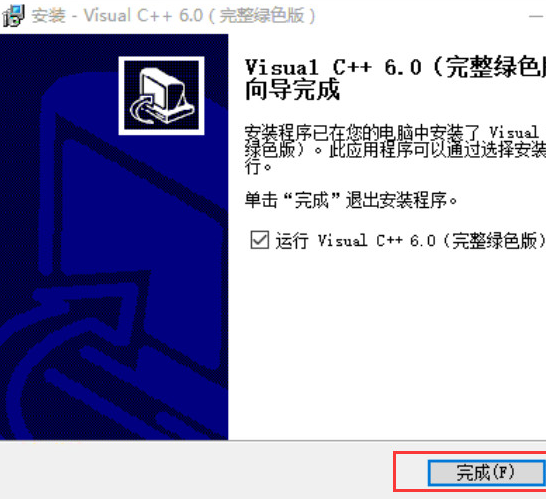 安装 - Visual C++ 6.0（完整绿色版）
Visual C++ 6.0（完整绿色
向导完成
安装程序已在您的电脑中安装了 Visual
绿色版）。此应用程序可以通过选择安装
行。
单击“完成”退出安装程序。
运行 Visual C++ 6.0（完整绿色版）
完成(F)